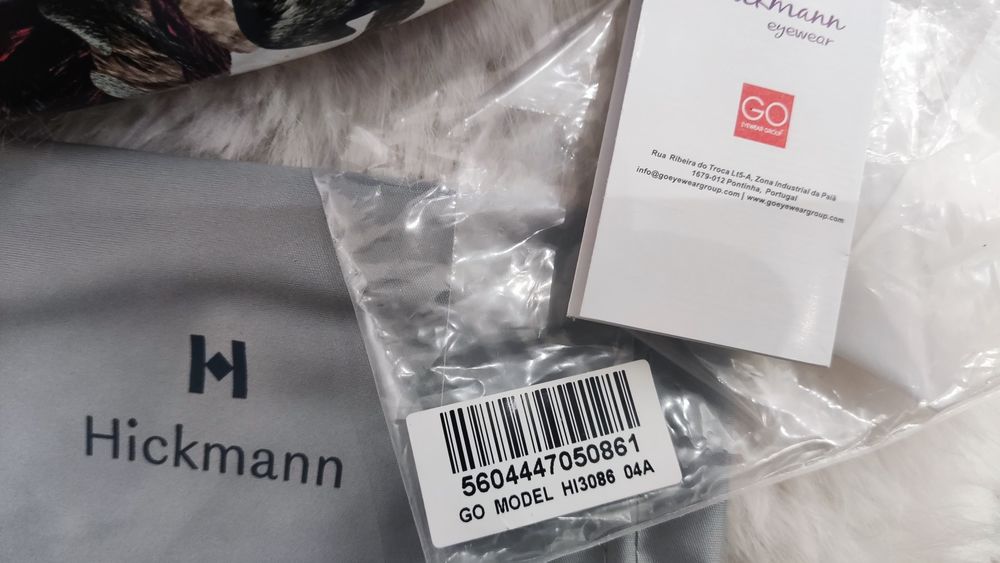 eyewear
GO
EYEWEAR GROUP
Rua Ribeira do Troca Lt5-A, Zona Industrial da Paiã
1679-012 Pontinha, Portugal
info@goeyeweargroup.com | www.goeyeweargroup.com
H
Hickmann
5604447050861
GO MODEL HI3086 04A